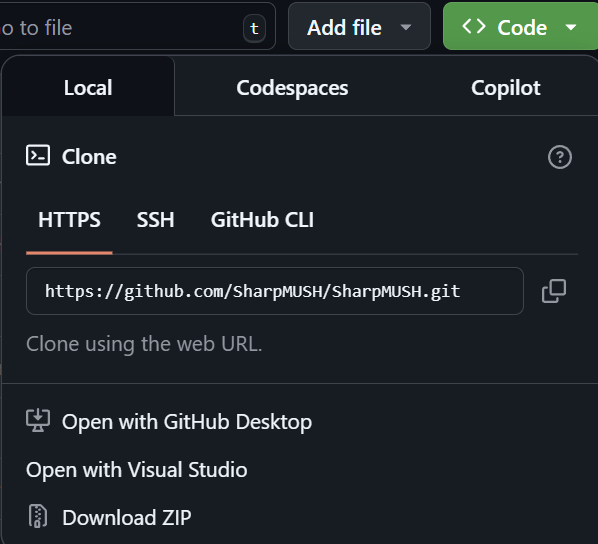 o to file t Add file Code
Local Codespaces Copilot
Clone
HTTPS SSH GitHub CLI
https://github.com/SharpMUSH/SharpMUSH.git
Clone using the web URL.
Open with GitHub Desktop
Open with Visual Studio
Download ZIP